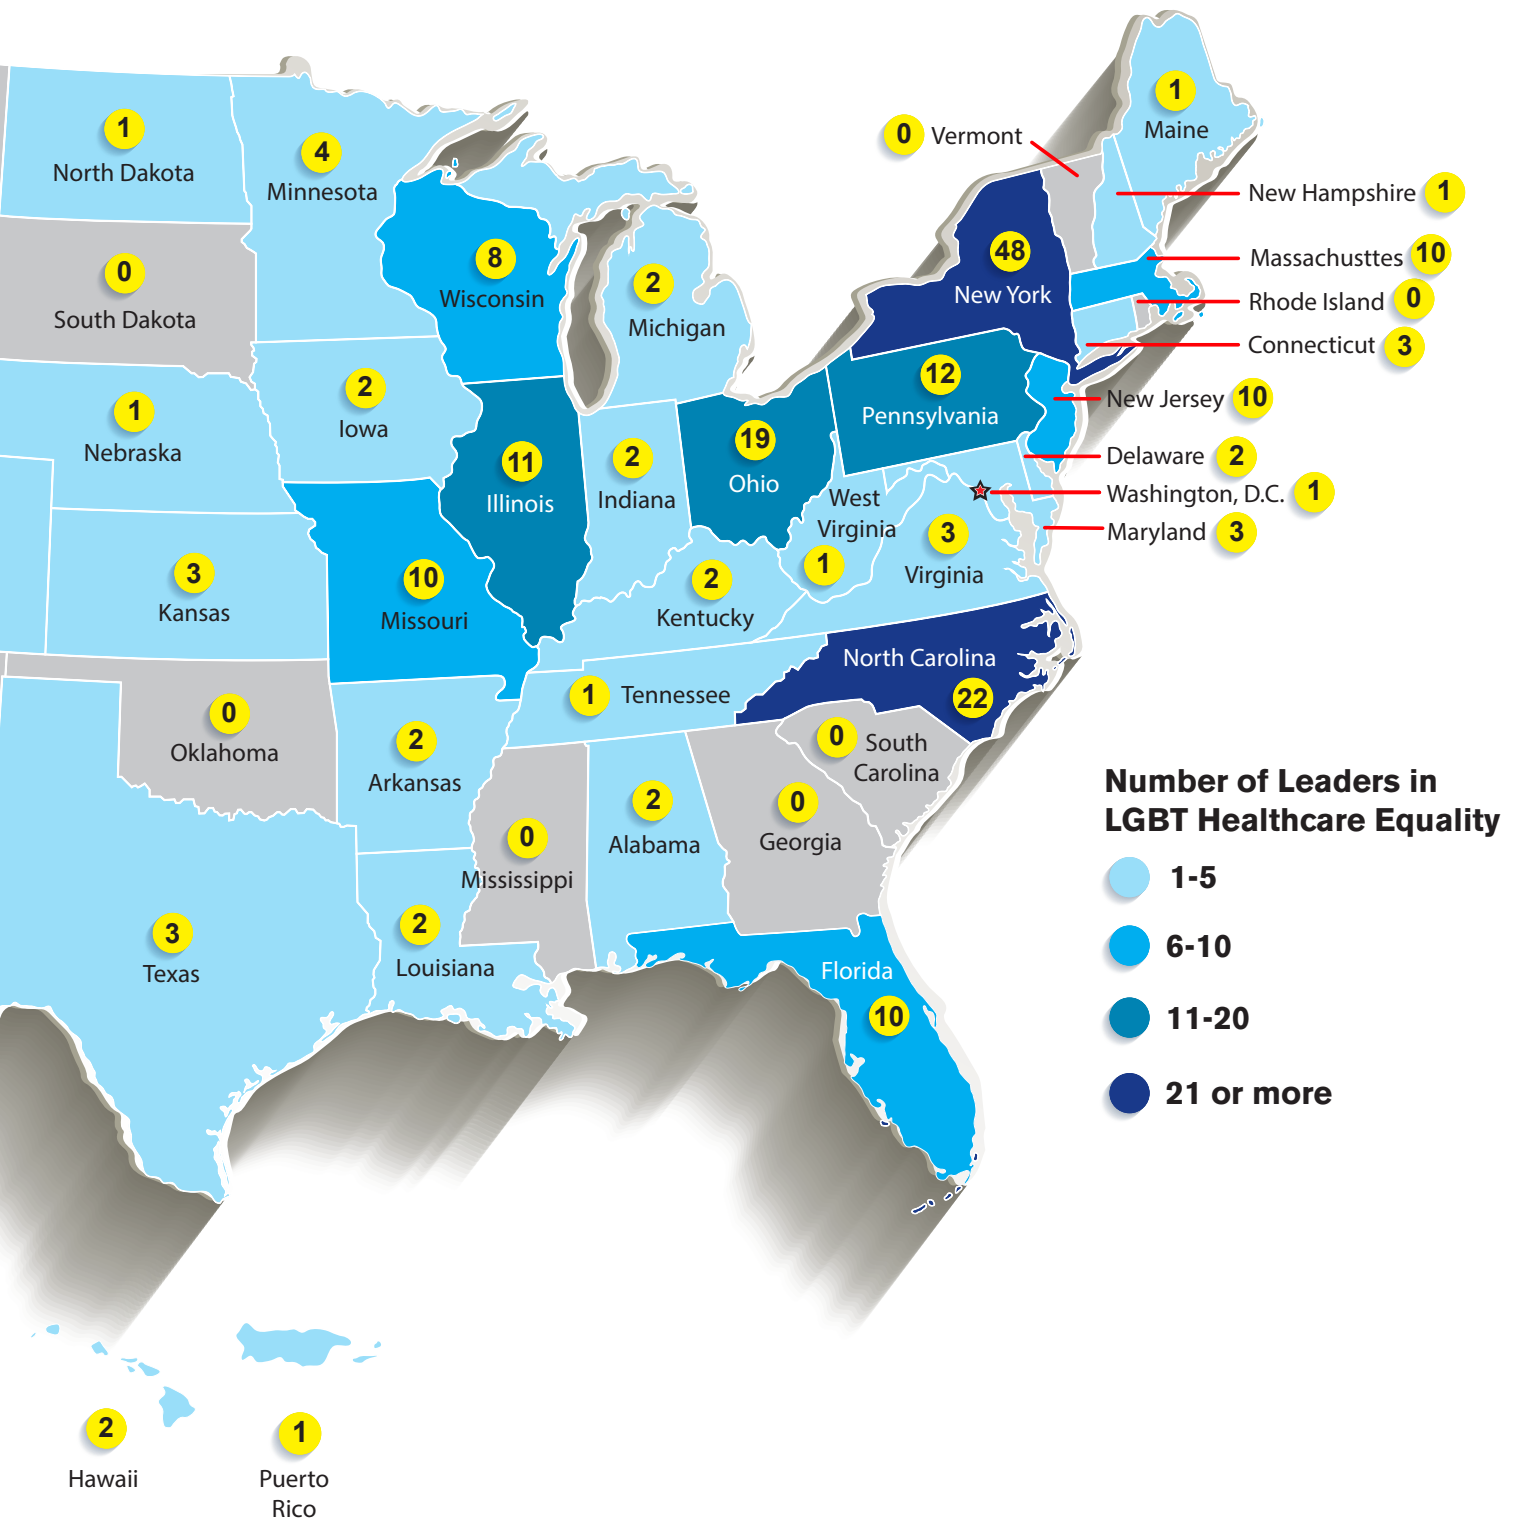 1
Maine
0 Vermont
1
North Dakota
4
Minnesota
New Hampshire 1
48
New York
Massachusttes 10
8
Wisconsin
0
South Dakota
2
Michigan
Rhode Island 0
Connecticut 3
12
Pennsylvania
2
Iowa
1
Nebraska
New Jersey 10
19
Ohio
11
Illinois
2
Indiana
Delaware 2
Washington, D.C. 1
West
Virginia
1
3
Virginia
Maryland 3
3
Kansas
10
Missouri
2
Kentucky
North Carolina
22
1 Tennessee
0
Oklahoma
2
Arkansas
0 South
Carolina
0
Mississippi
2
Alabama
0
Georgia
Number of Leaders in
LGBT Healthcare Equality
1-5
6-10
11-20
21 or more
3
Texas
2
Louisiana
Florida
10
2
Hawaii
1
Puerto
Rico